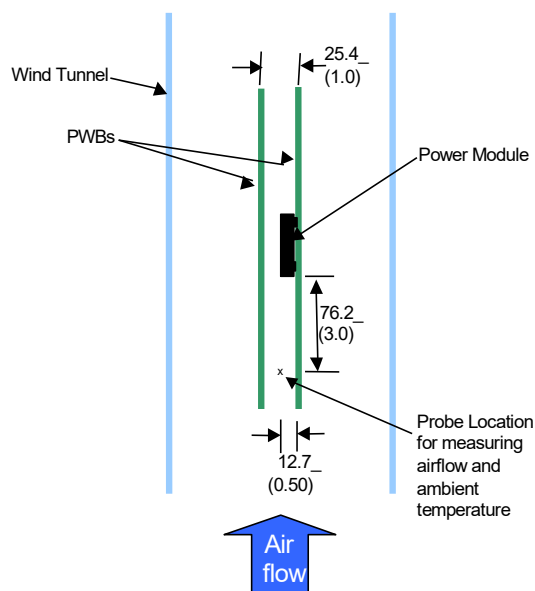 25.4_
(1.0)
Wind Tunnel
PWBs
Power Module
76.2_
(3.0)
x
Probe Location
for measuring
airflow and
ambient
temperature
12.7_
(0.50)
Air
flow